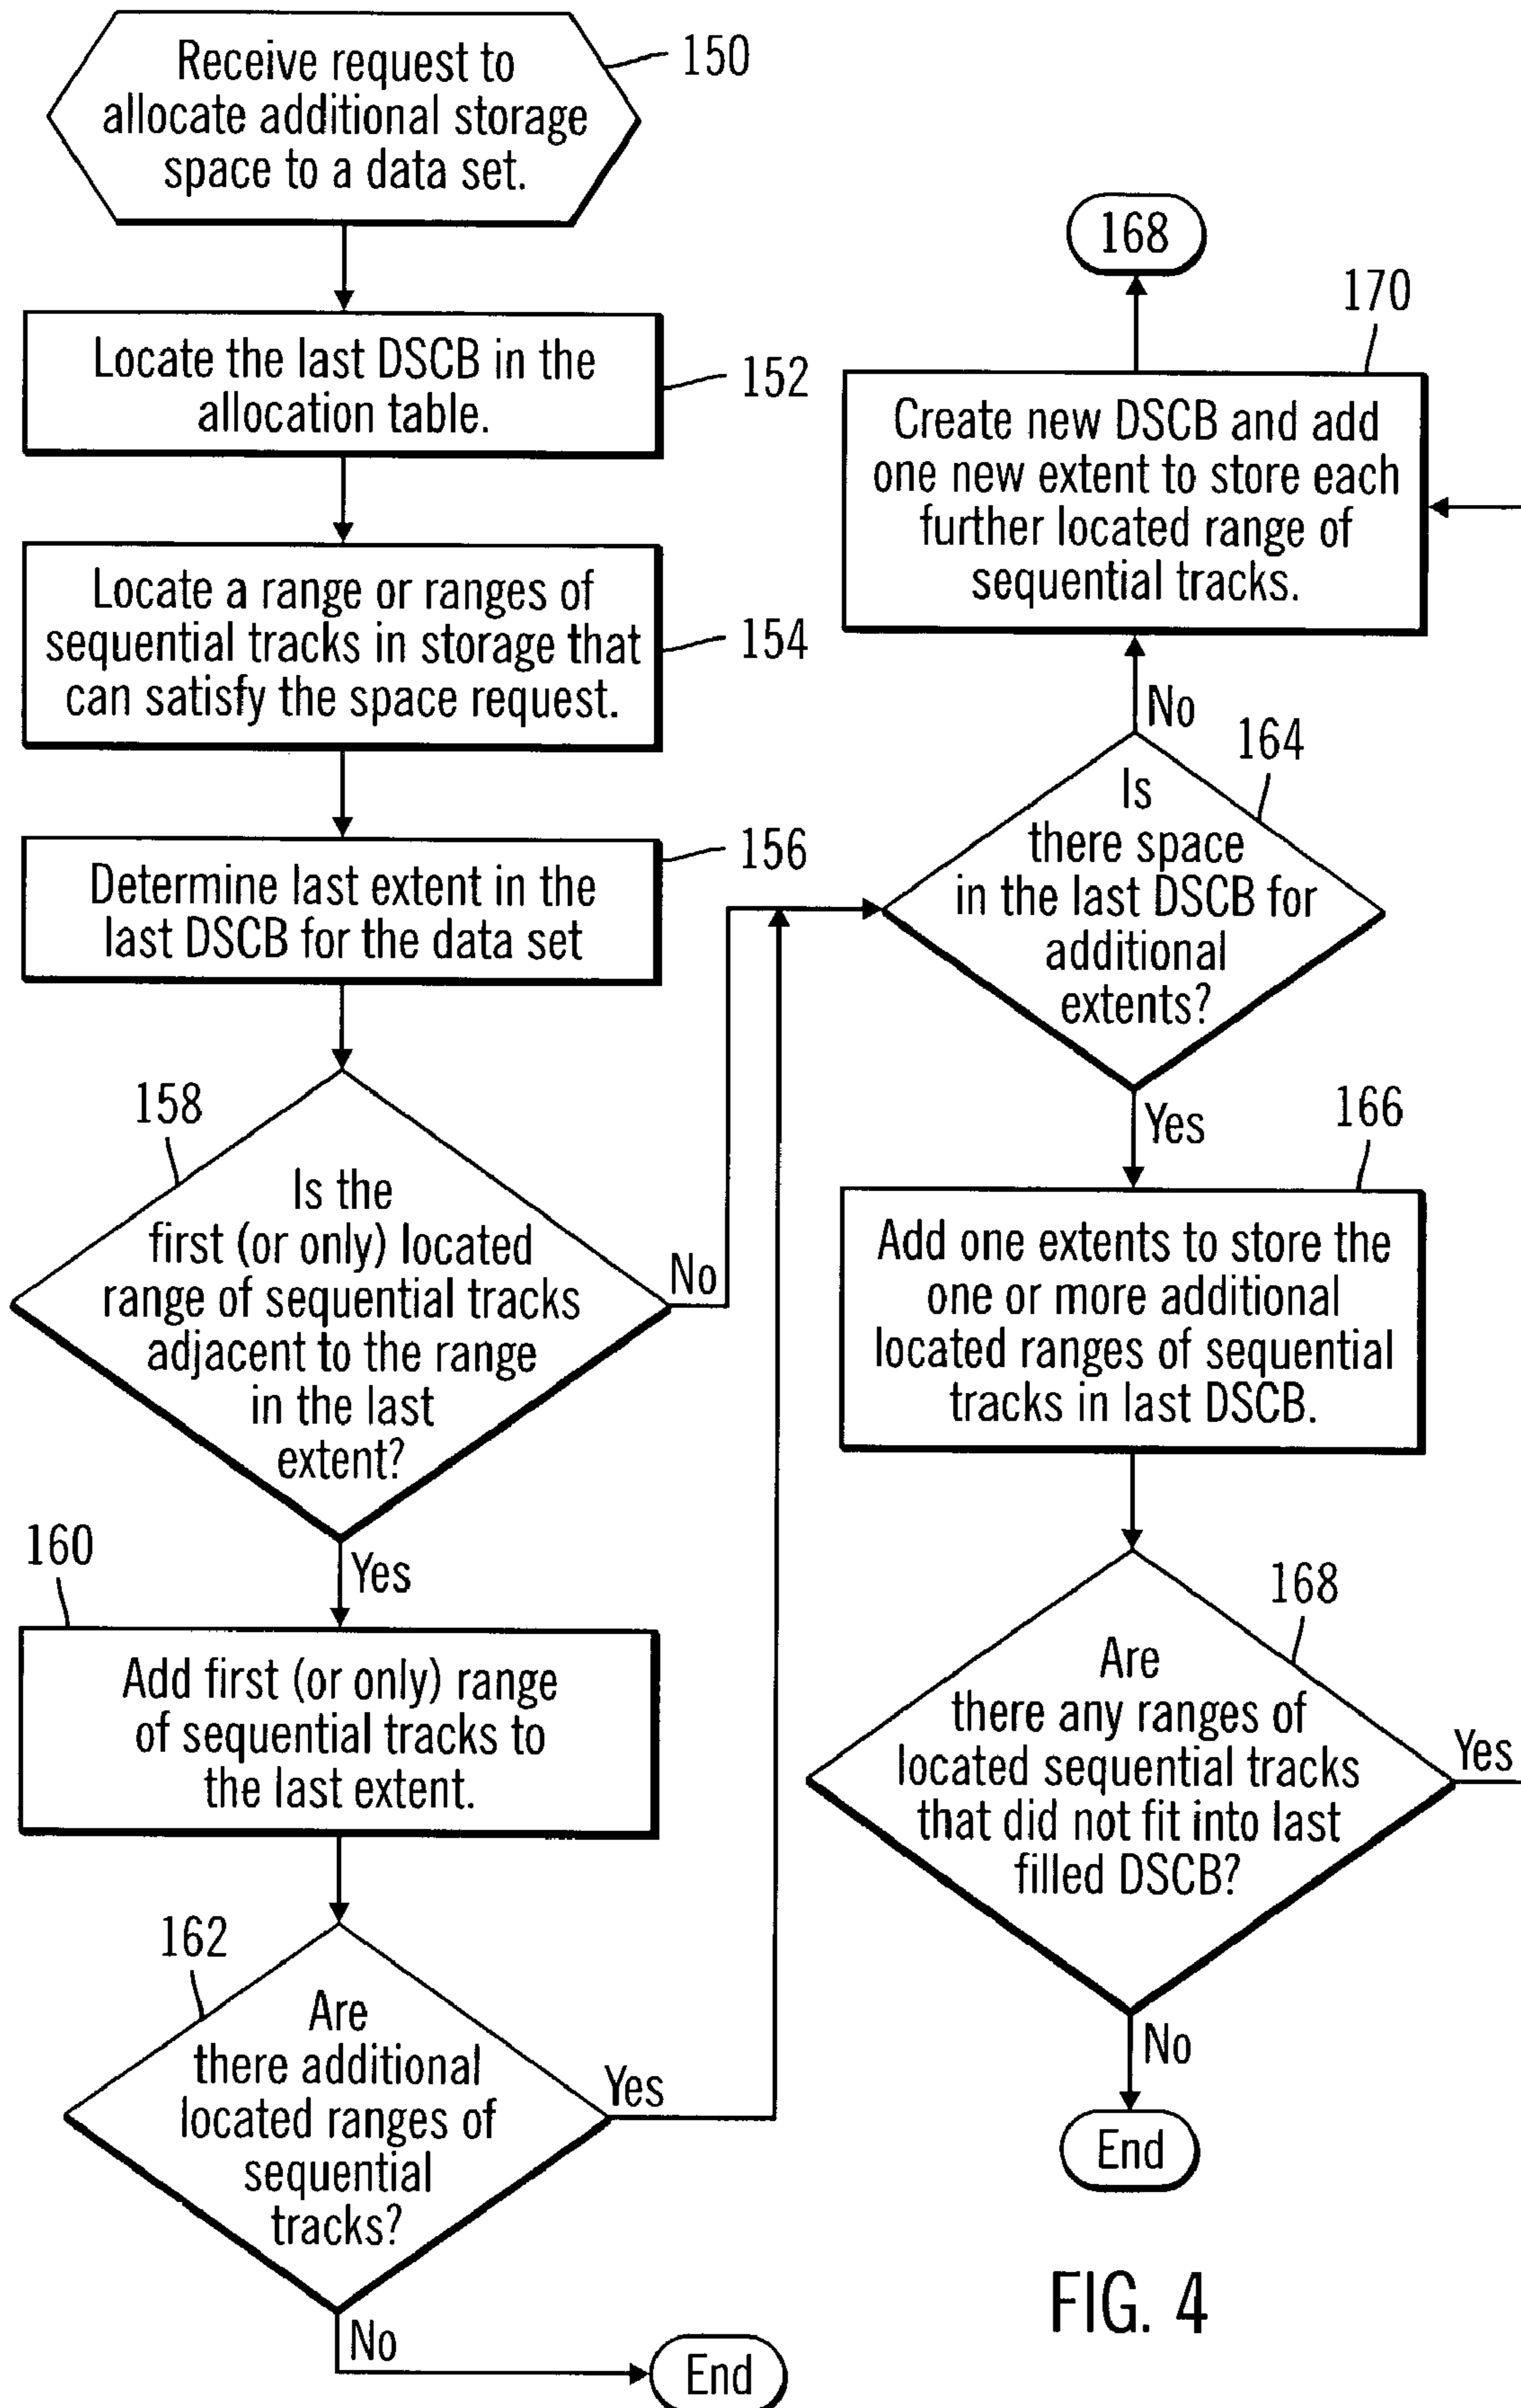 Receive request to
allocate additional storage
space to a data set.
150
Locate the last DSCB in the
allocation table.
152
Locate a range or ranges of
sequential tracks in storage that
can satisfy the space request.
154
Determine last extent in the
last DSCB for the data set
156
158
Is the
first (or only) located
range of sequential tracks
adjacent to the range
in the last
extent?
No
Yes
160
Add first (or only) range
of sequential tracks to
the last extent.
162
Are
there additional
located ranges of
sequential
tracks?
Yes
No
End
168
170
Create new DSCB and add
one new extent to store each
further located range of
sequential tracks.
No
164
Is
there space
in the last DSCB for
additional
extents?
Yes
166
Add one extents to store the
one or more additional
located ranges of sequential
tracks in last DSCB.
168
Are
there any ranges of
located sequential tracks
that did not fit into last
filled DSCB?
Yes
No
End
FIG. 4